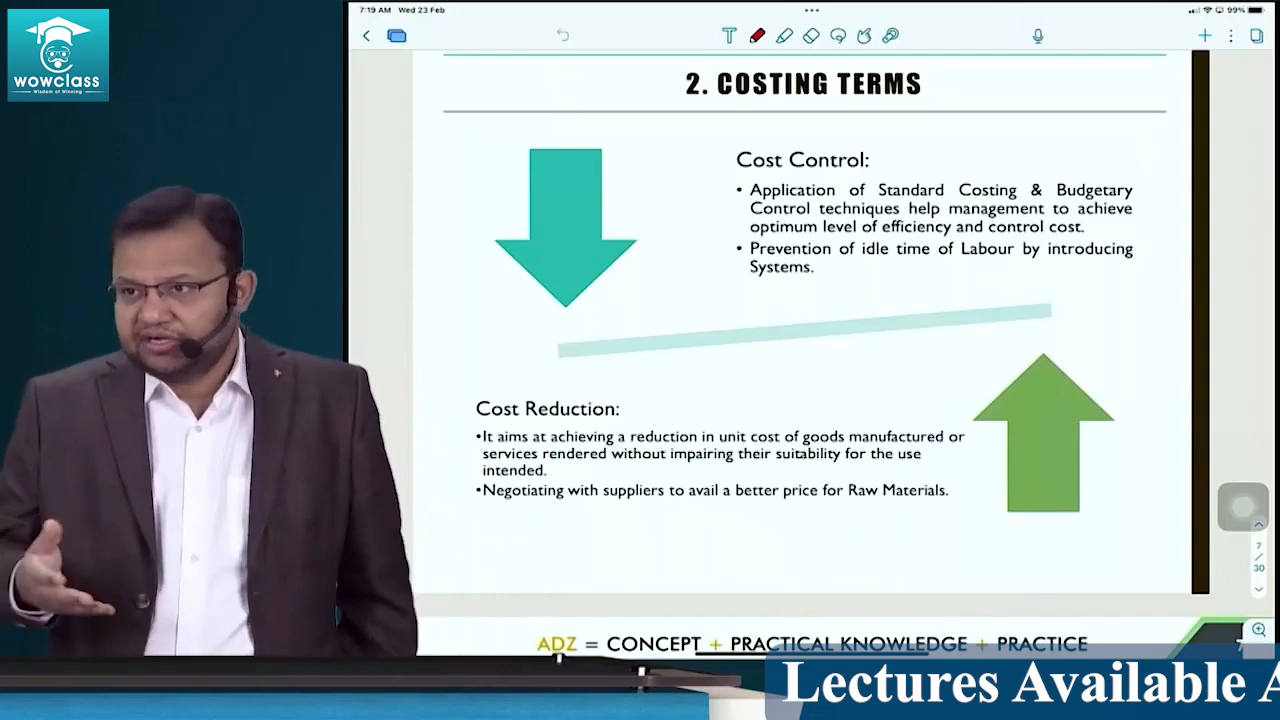 wowclass
Wisdom of Winning
7:19 AM Wed 23 Feb
99%
2. COSTING TERMS
Cost Control:
• Application of Standard Costing & Budgetary
Control techniques help management to achieve
optimum level of efficiency and control cost.
• Prevention of idle time of Labour by introducing
Systems.
Cost Reduction:
•It aims at achieving a reduction in unit cost of goods manufactured or
services rendered without impairing their suitability for the use
intended.
•Negotiating with suppliers to avail a better price for Raw Materials.
7
/
30
ADZ = CONCEPT + PRACTICAL KNOWLEDGE + PRACTICE
Lectures Available A